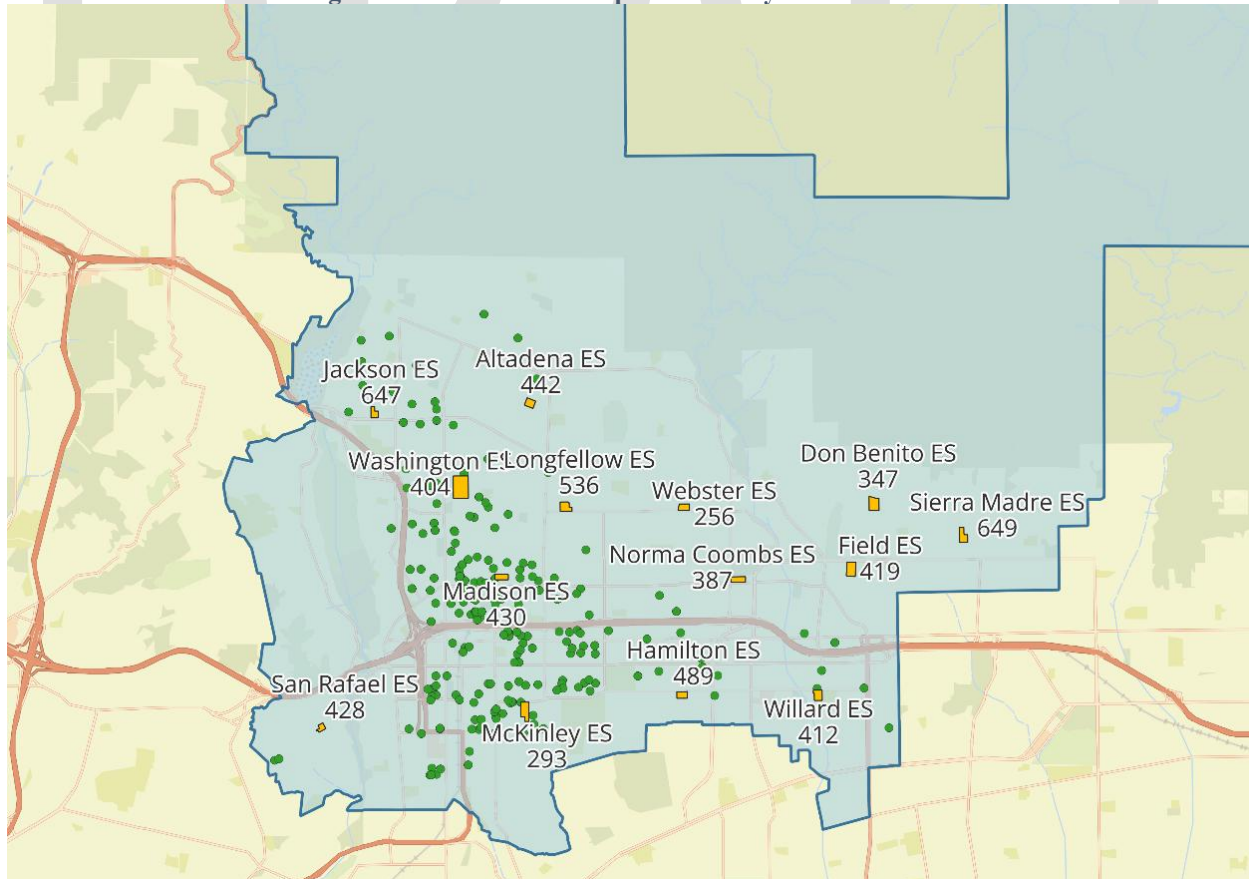 Jackson ES
647
Altadena ES
442
Washington ES
404
Longfellow ES
536
Webster ES
256
Don Benito ES
347
Sierra Madre ES
649
Norma Coombs ES
387
Field ES
419
Madison ES
430
Hamilton ES
489
San Rafael ES
428
Willard ES
412
McKinley ES
293